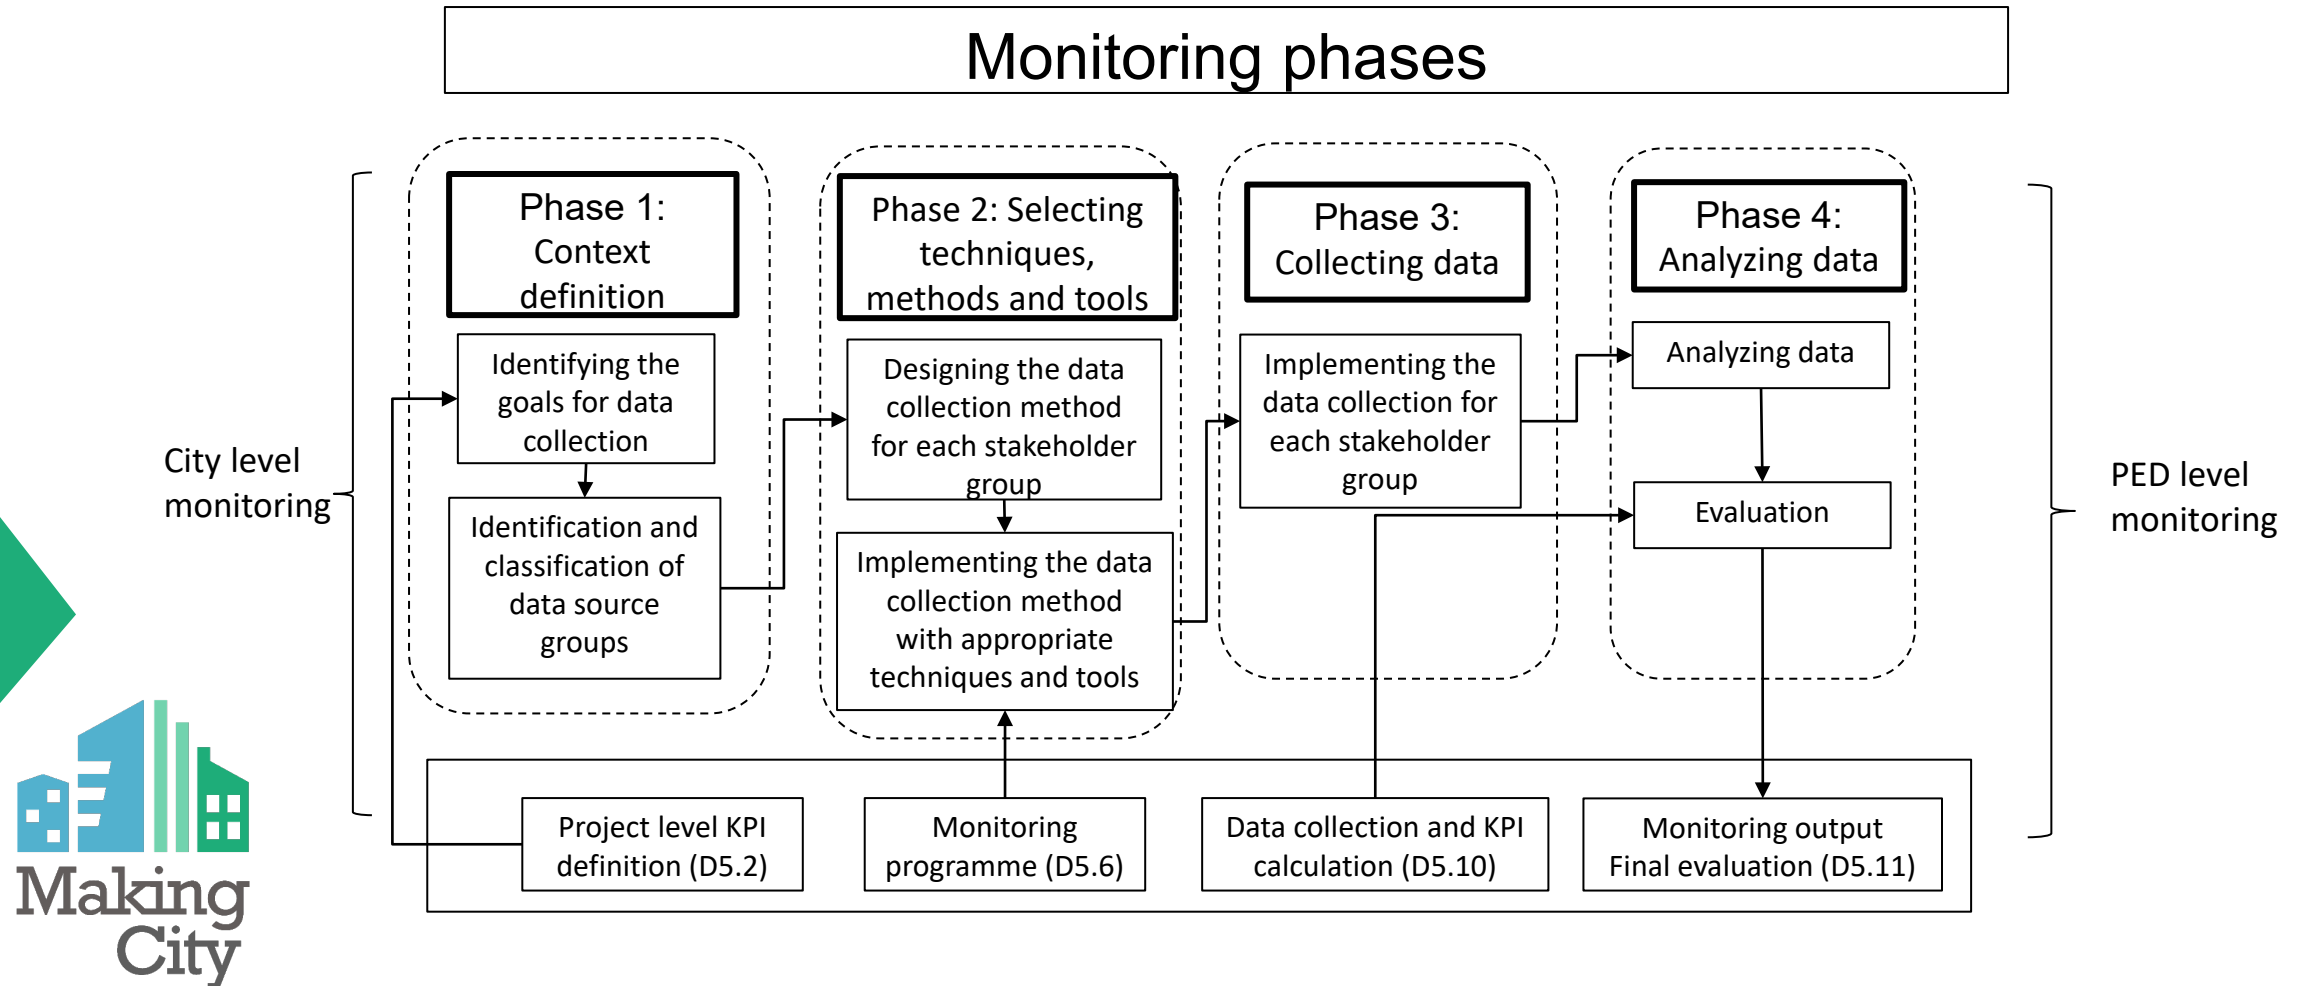 Monitoring phases
City level
monitoring
Phase 1:
Context
definition
Identifying the
goals for data
collection
Identification and
classification of
data source
groups
Phase 2: Selecting
techniques,
methods and tools
Designing the data
collection method
for each stakeholder
group
Implementing the data
collection method
with appropriate
techniques and tools
Phase 3:
Collecting data
Implementing the
data collection for
each stakeholder
group
Phase 4:
Analyzing data
Analyzing data
Evaluation
PED level
monitoring
Project level KPI
definition (D5.2)
Monitoring
programme (D5.6)
Data collection and KPI
calculation (D5.10)
Monitoring output
Final evaluation (D5.11)
Making
City